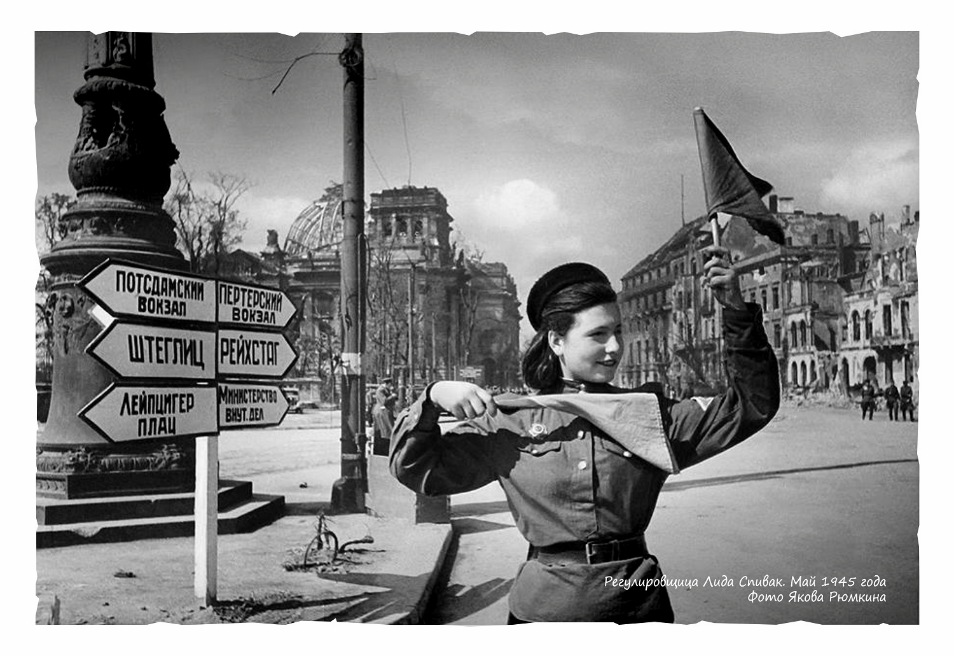 ПОТСДАМСКИЙ
ВОКЗАЛ
ПЕРТЕРСКИЙ
ВОКЗАЛ
ШТЕГЛИЦ
РЕЙХСТАГ
ЛЕЙПЦИГЕР
ПЛАЦ
МИНИСТЕРСТВО
ВНУТ. ДЕЛ
Регулировщица Лида Спивак. Май 1945 года
Фото Якова Рюмкина